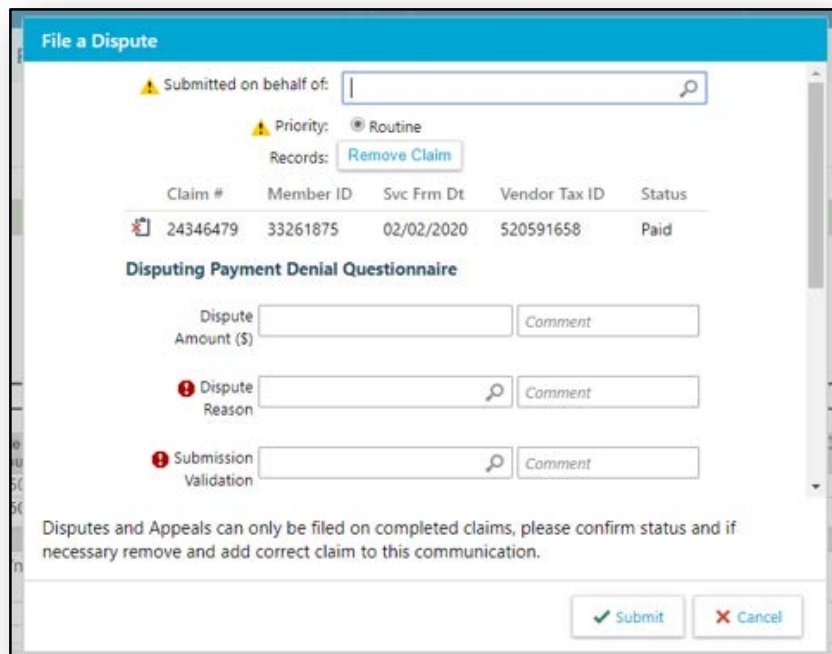 File a Dispute
Submitted on behalf of:
Priority: Routine
Records: Remove Claim
Claim # Member ID Svc Frm Dt Vendor Tax ID Status
24346479 33261875 02/02/2020 520591658 Paid
Disputing Payment Denial Questionnaire
Dispute
Amount ($)
Comment
Dispute
Reason
Comment
Submission
Validation
Comment
Disputes and Appeals can only be filed on completed claims, please confirm status and if
necessary remove and add correct claim to this communication.
Submit Cancel